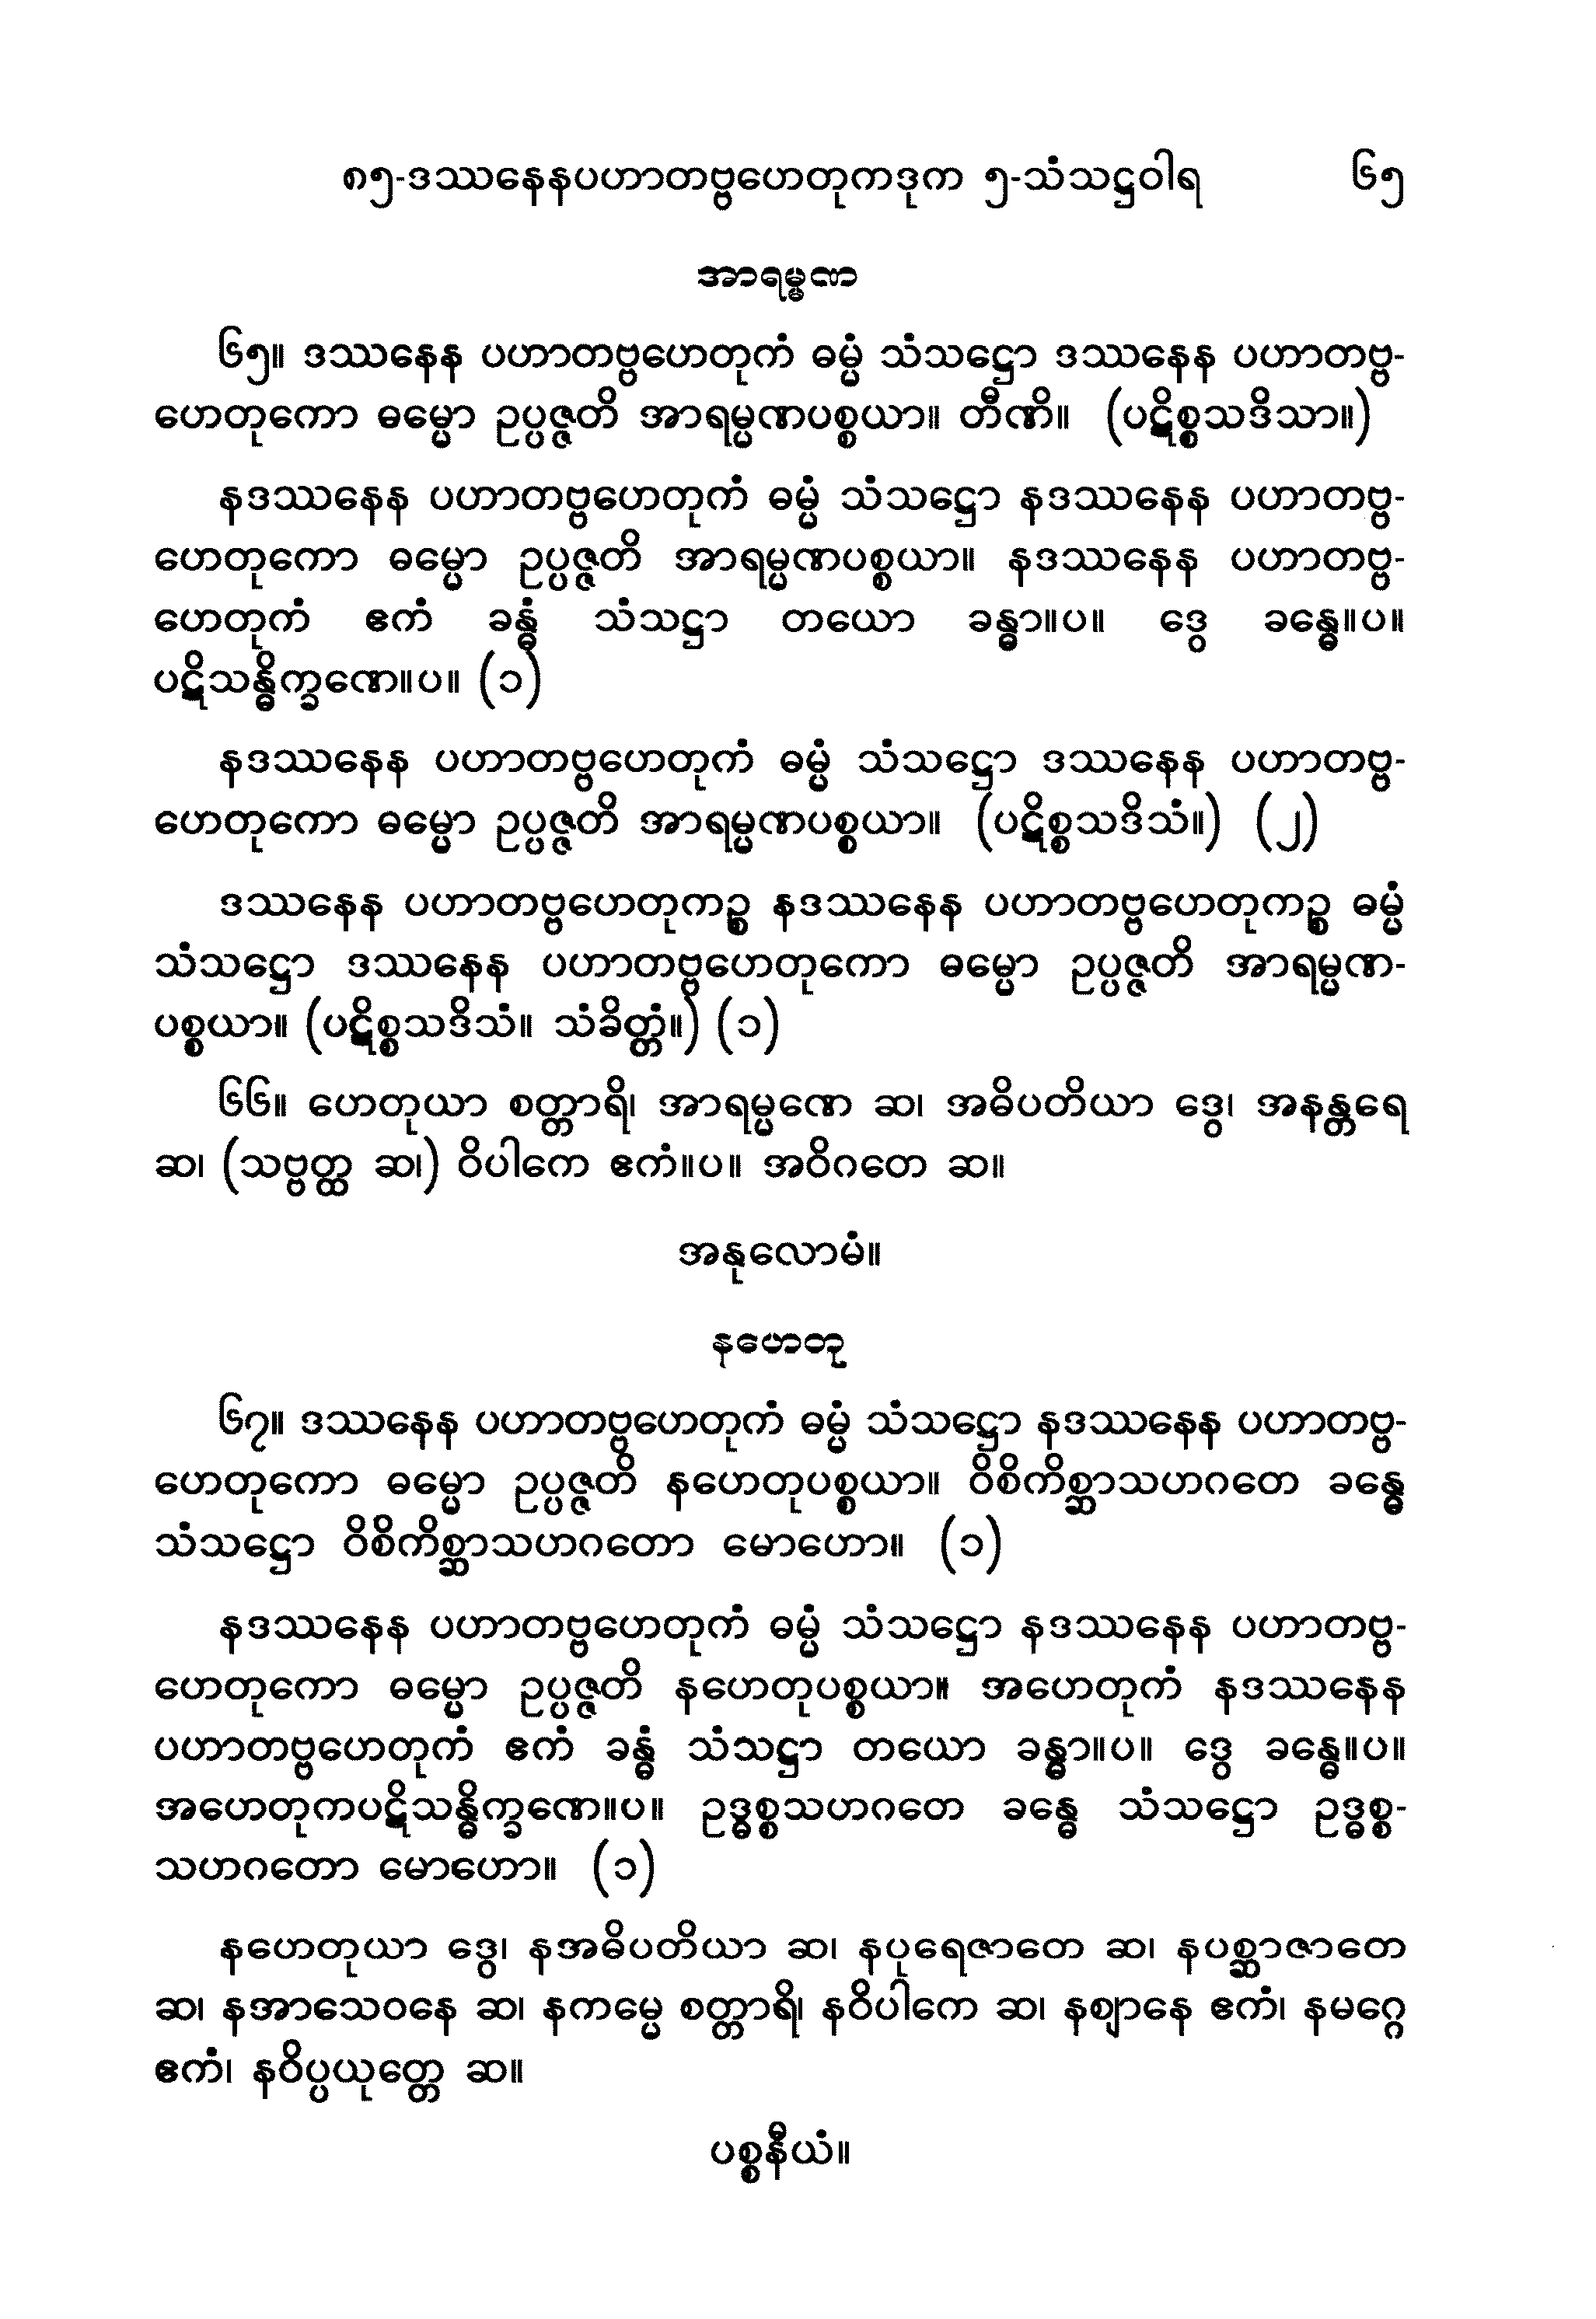 ၈၅-ဒဿနေနပဟာတဗ္ဗဟေတုကဒုက ၅-သံသဋ္ဌဝါရ ၆၅
အာရမ္မဏ
၆၅။ ဒဿနေန ပဟာတဗ္ဗဟေတုကံ ဓမ္မံ သံသဋ္ဌော ဒဿနေန ပဟာတဗ္ဗ-
ဟေတုကော ဓမ္မော ဥပ္ပဇ္ဇတိ အာရမ္မဏပစ္စယာ။ တီဏိ။ (ပဋိစ္စသဒိသာ။)
နဒဿနေန ပဟာတဗ္ဗဟေတုကံ ဓမ္မံ သံသဋ္ဌော နဒဿနေန ပဟာတဗ္ဗ-
ဟေတုကော ဓမ္မော ဥပ္ပဇ္ဇတိ အာရမ္မဏပစ္စယာ။ နဒဿနေန ပဟာတဗ္ဗ-
ဟေတုကံ ဧကံ ခန္ဓံ သံသဋ္ဌာ တယော ခန္ဓာ။ပ။ ဒွေ ခန္ဓေ။ပ။
ပဋိသန္ဓိက္ခဏေ။ပ။ (၁)
နဒဿနေန ပဟာတဗ္ဗဟေတုကံ ဓမ္မံ သံသဋ္ဌော ဒဿနေန ပဟာတဗ္ဗ-
ဟေတုကော ဓမ္မော ဥပ္ပဇ္ဇတိ အာရမ္မဏပစ္စယာ။ (ပဋိစ္စသဒိသံ။) (၂)
ဒဿနေန ပဟာတဗ္ဗဟေတုကဉ္စ နဒဿနေန ပဟာတဗ္ဗဟေတုကဉ္စ ဓမ္မံ
သံသဋ္ဌော ဒဿနေန ပဟာတဗ္ဗဟေတုကော ဓမ္မော ဥပ္ပဇ္ဇတိ အာရမ္မဏ-
ပစ္စယာ။ (ပဋိစ္စသဒိသံ။ သံခိတ္တံ။) (၁)
၆၆။ ဟေတုယာ စတ္တာရိ၊ အာရမ္မဏေ ဆ၊ အဓိပတိယာ ဒွေ၊ အနန္တရေ
ဆ၊ (သဗ္ဗတ္ထ ဆ၊) ဝိပါကေ ဧကံ။ပ။ အဝိဂတေ ဆ။
အနုလောမံ။
နဟေတု
၆၇။ ဒဿနေန ပဟာတဗ္ဗဟေတုကံ ဓမ္မံ သံသဋ္ဌော နဒဿနေန ပဟာတဗ္ဗ-
ဟေတုကော ဓမ္မော ဥပ္ပဇ္ဇတိ နဟေတုပစ္စယာ။ ဝိစိကိစ္ဆာသဟဂတေ ခန္ဓေ
သံသဋ္ဌော ဝိစိကိစ္ဆာသဟဂတော မောဟော။ (၁)
နဒဿနေန ပဟာတဗ္ဗဟေတုကံ ဓမ္မံ သံသဋ္ဌော နဒဿနေန ပဟာတဗ္ဗ-
ဟေတုကော ဓမ္မော ဥပ္ပဇ္ဇတိ နဟေတုပစ္စယာ။ အဟေတုကံ နဒဿနေန
ပဟာတဗ္ဗဟေတုကံ ဧကံ ခန္ဓံ သံသဋ္ဌာ တယော ခန္ဓာ။ပ။ ဒွေ ခန္ဓေ။ပ။
အဟေတုကပဋိသန္ဓိက္ခဏေ။ပ။ ဥဒ္ဓစ္စသဟဂတေ ခန္ဓေ သံသဋ္ဌော ဥဒ္ဓစ္စ-
သဟဂတော မောဟော။ (၁)
နဟေတုယာ ဒွေ၊ နအဓိပတိယာ ဆ၊ နပုရေဇာတေ ဆ၊ နပစ္ဆာဇာတေ
ဆ၊ နအာသေဝနေ ဆ၊ နကမ္မေ စတ္တာရိ၊ နဝိပါကေ ဆ၊ နဈာနေ ဧကံ၊ နမဂ္ဂေ
ဧကံ၊ နဝိပ္ပယုတ္တေ ဆ။
ပစ္စနီယံ။